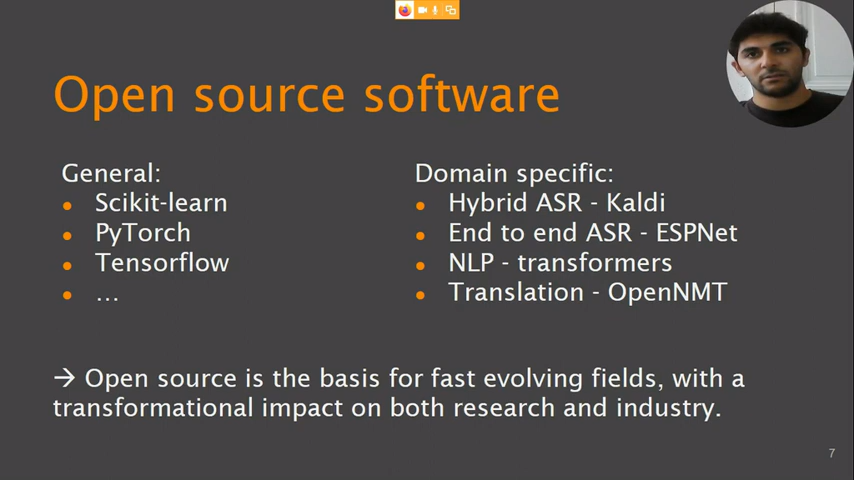 Open source software
General:
Scikit-learn
PyTorch
Tensorflow
...
Domain specific:
Hybrid ASR - Kaldi
End to end ASR - ESPNet
NLP - transformers
Translation - OpenNMT
→ Open source is the basis for fast evolving fields, with a
transformational impact on both research and industry.
7